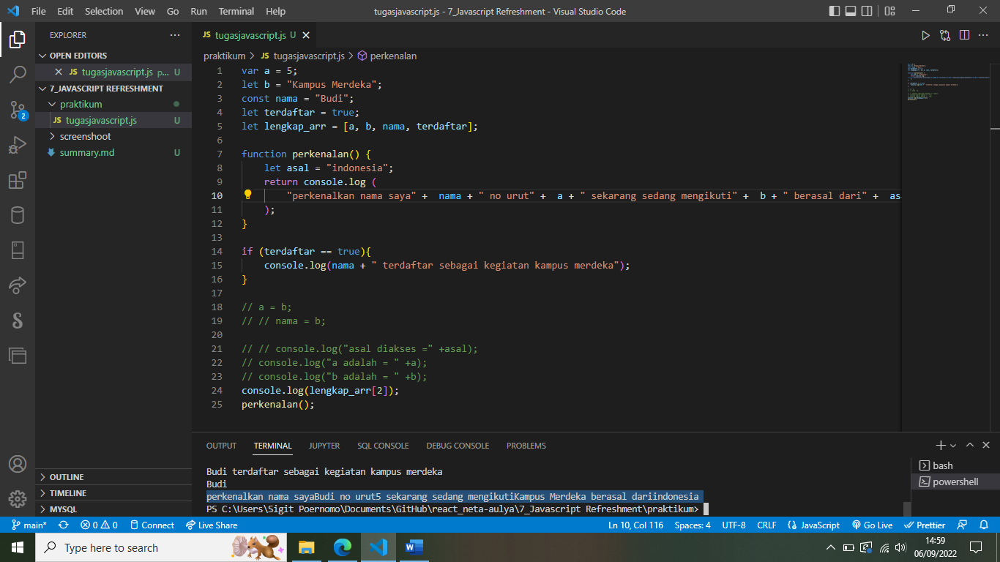 File Edit Selection View Go Run Terminal Help tugasjavascript.js - 7_Javascript Refreshment - Visual Studio Code
EXPLORER
OPEN EDITORS
JS tugasjavascript.js p... U
7_JAVASCRIPT REFRESHMENT
praktikum
JS tugasjavascript.js U
screenshoot
summary.md U
OUTLINE
TIMELINE
MYSQL
2
JS tugasjavascript.js U
praktikum > JS tugasjavascript.js > perkenalan
1 var a = 5;
2 let b = "Kampus Merdeka";
3 const nama = "Budi";
4 let terdaftar = true;
5 let lengkap_arr = [a, b, nama, terdaftar];
6
7 function perkenalan() {
8 let asal = "indonesia";
9 return console.log (
10 "perkenalkan nama saya" +  nama + " no urut" +  a + " sekarang sedang mengikuti" +  b + " berasal dari" +  as
11 );
12 }
13
14 if (terdaftar == true){
15 console.log(nama + " terdaftar sebagai kegiatan kampus merdeka");
16 }
17
18 // a = b;
19 // // nama = b;
20
21 // // console.log("asal diakses =" +asal);
22 // console.log("a adalah = " +a);
23 // console.log("b adalah = " +b);
24 console.log(lengkap_arr[2]);
25 perkenalan();
OUTPUT TERMINAL JUPYTER SQL CONSOLE DEBUG CONSOLE PROBLEMS
Budi terdaftar sebagai kegiatan kampus merdeka
Budi
perkenalkan nama sayaBudi no urut5 sekarang sedang mengikutiKampus Merdeka berasal dariindonesia
PS C:\Users\Sigit Poernomo\Documents\GitHub\react_neta-aulya\7_Javascript Refreshment\praktikum>
bash
powershell
main* 0 0 Connect Live Share Ln 10, Col 116 Spaces: 4 UTF-8 CRLF JavaScript Go Live Prettier
Type here to search
14:59
06/09/2022